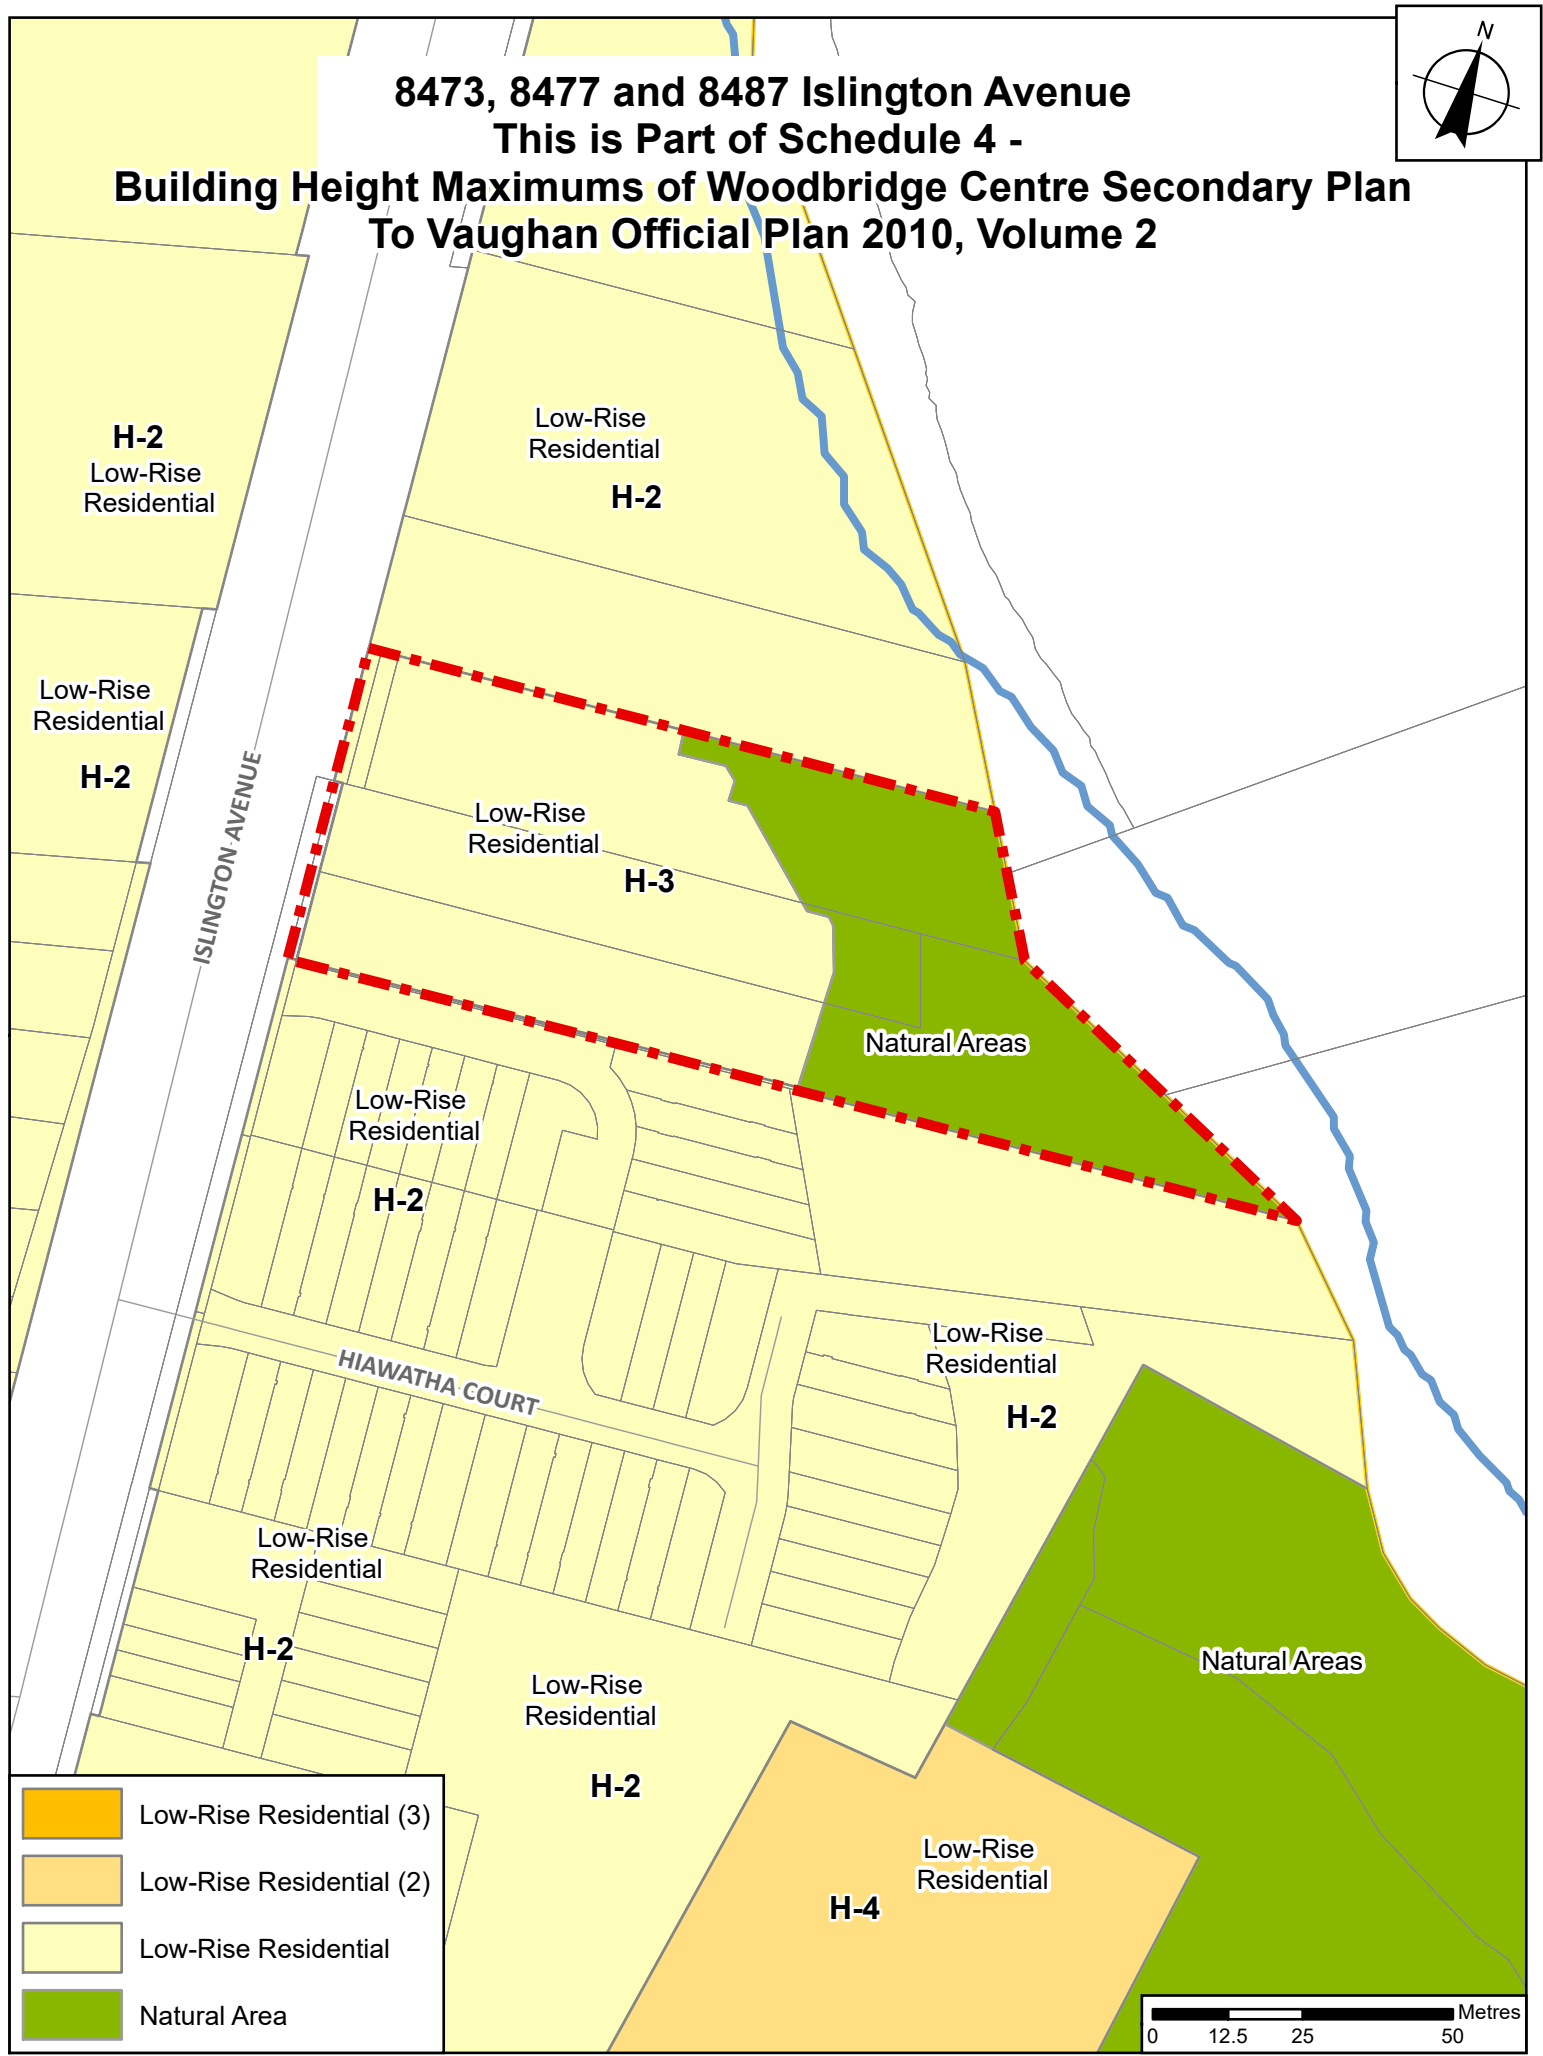 N
8473, 8477 and 8487 Islington Avenue
This is Part of Schedule 4 -
Building Height Maximums of Woodbridge Centre Secondary Plan
To Vaughan Official Plan 2010, Volume 2
Low-Rise
Residential
H-2
H-2
Low-Rise
Residential
Low-Rise
Residential
H-2
ISLINGTON AVENUE
Low-Rise
Residential
H-3
Natural Areas
Low-Rise
Residential
H-2
Low-Rise
Residential
H-2
HIAWATHA COURT
Low-Rise
Residential
H-2
Natural Areas
Low-Rise
Residential
H-2
Low-Rise
Residential
H-4
Low-Rise Residential (3)
Low-Rise Residential (2)
Low-Rise Residential
Natural Area
Metres
0 12.5 25 50